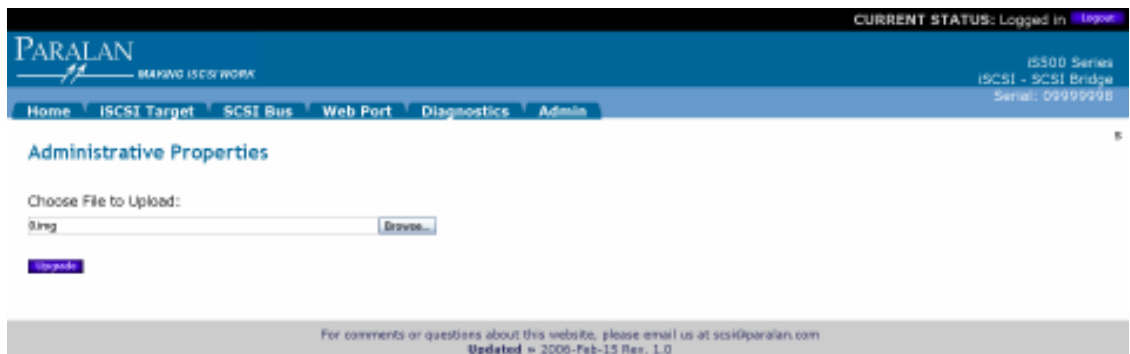 CURRENT STATUS: Logged in Logout
PARALAN
MAKING ISCSI WORK
iS500 Series
iSCSI - SCSI Bridge
Serial: 09999998
Home iSCSI Target SCSI Bus Web Port Diagnostics Admin
s
Administrative Properties
Choose File to Upload:
0.img Browse...
Upgrade
For comments or questions about this website, please email us at scsi@paralan.com
Updated = 2006-Feb-15 Rev. 1.0